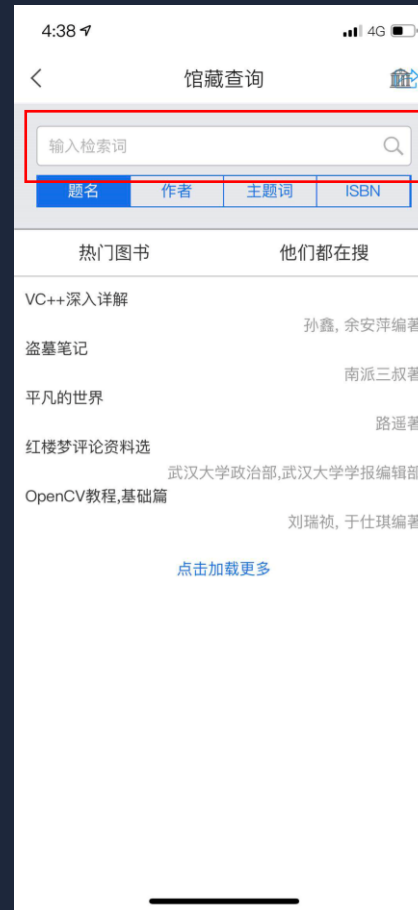 4:38 4G
馆藏查询
输入检索词
题名 作者 主题词 ISBN
热门图书 他们都在搜
VC++深入详解
孙鑫, 余安萍编著
盗墓笔记
南派三叔著
平凡的世界
路遥著
红楼梦评论资料选
武汉大学政治部,武汉大学学报编辑部
OpenCV教程,基础篇
刘瑞祯, 于仕琪编著
点击加载更多